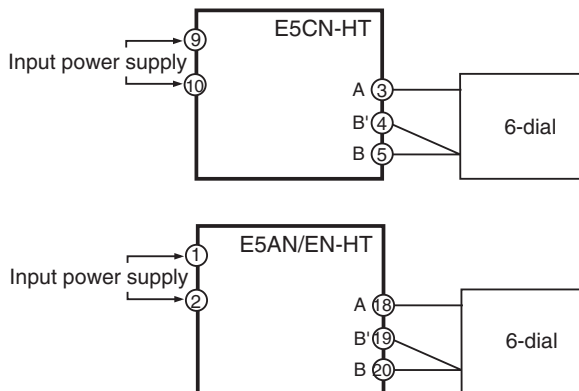 E5CN-HT
9
Input power supply
10
A 3
B' 4
6-dial
B 5
E5AN/EN-HT
1
Input power supply
2
A 18
B' 19
6-dial
B 20